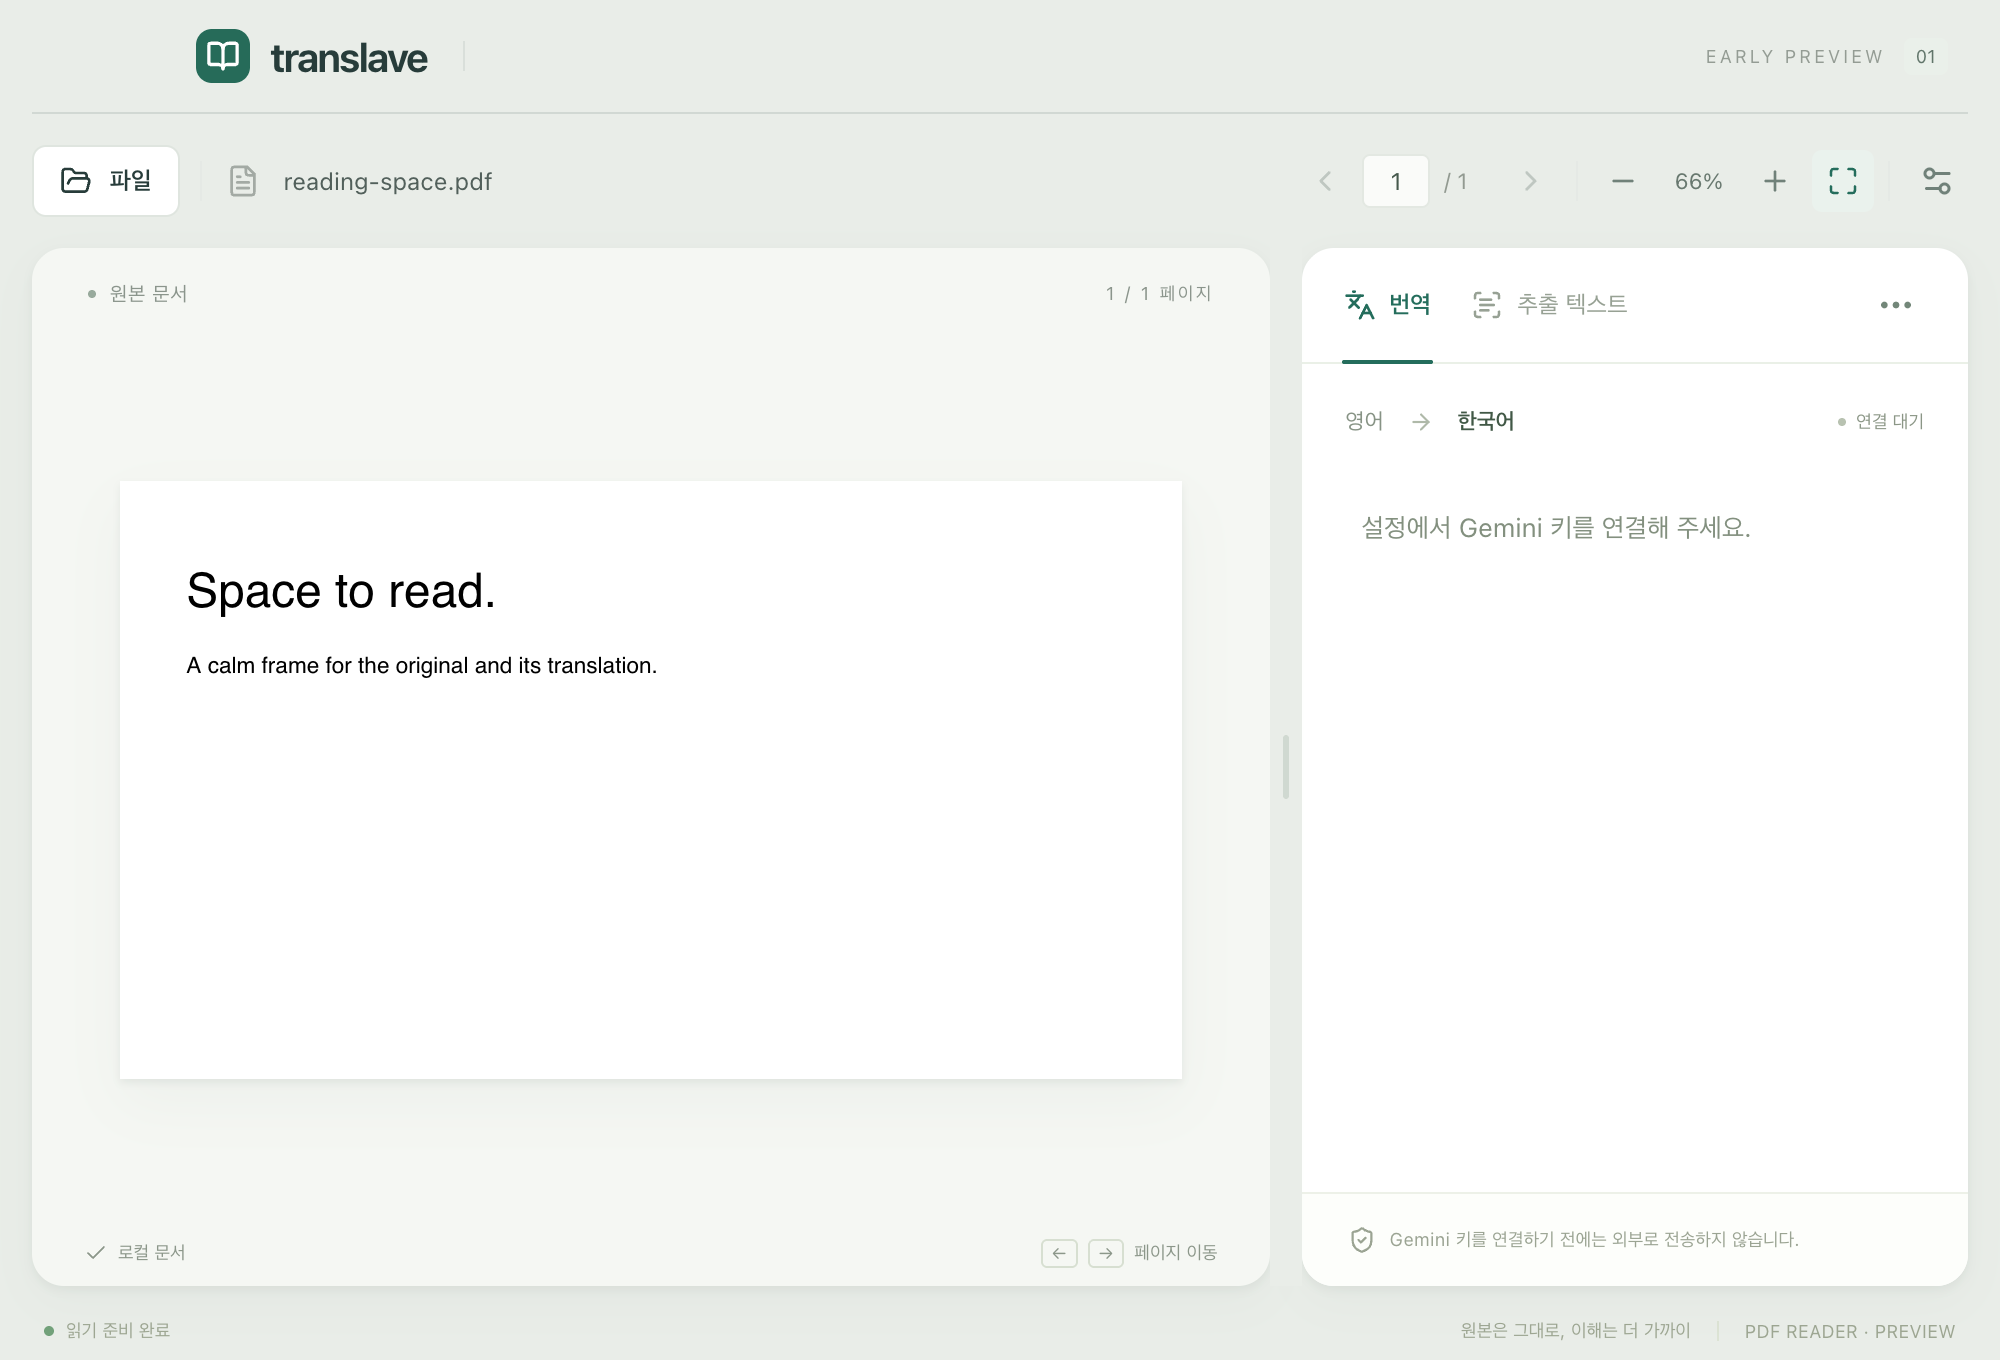 translave
EARLY PREVIEW 01
파일
reading-space.pdf
1 / 1
66%
원본 문서
1 / 1 페이지
Space to read.
A calm frame for the original and its translation.
로컬 문서
페이지 이동
번역
추출 텍스트
영어 → 한국어
연결 대기
설정에서 Gemini 키를 연결해 주세요.
Gemini 키를 연결하기 전에는 외부로 전송하지 않습니다.
읽기 준비 완료
원본은 그대로, 이해는 더 가까이
PDF READER · PREVIEW